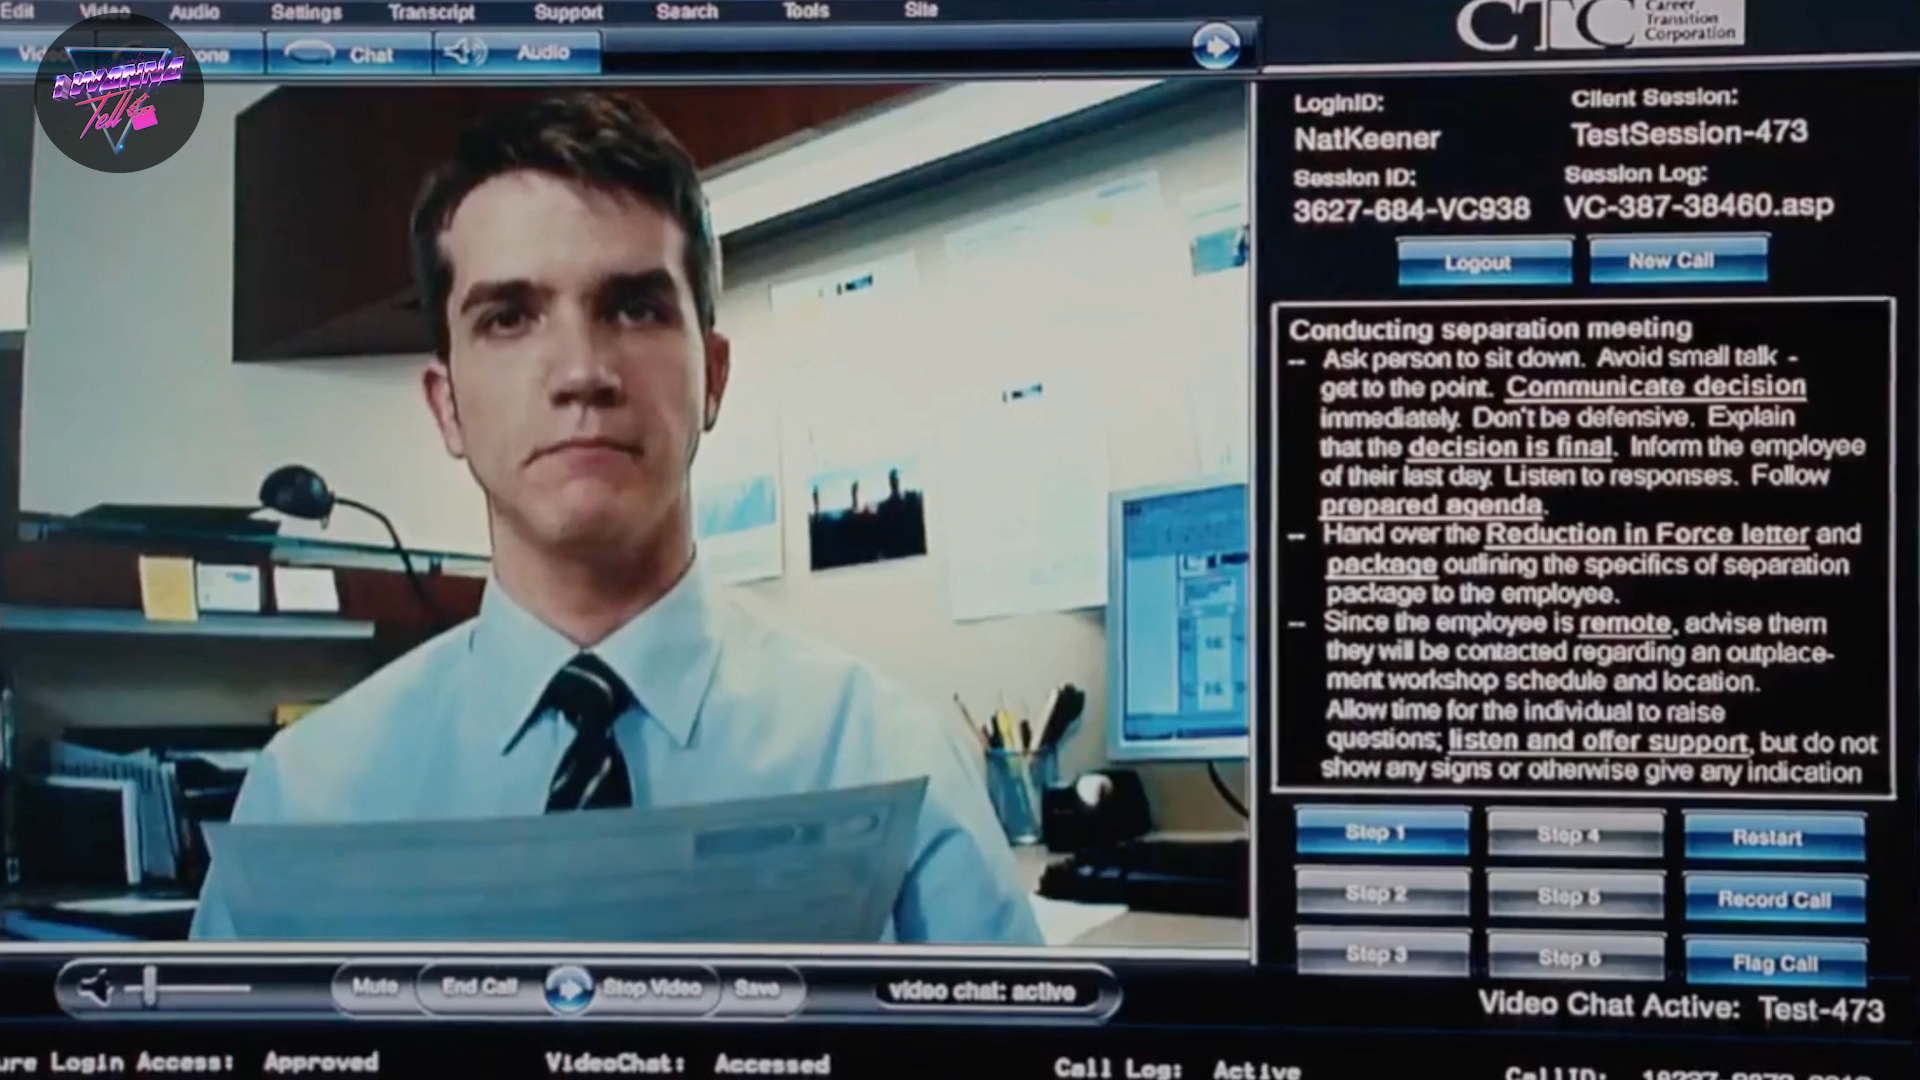 Edit Video Audio Settings Transcript Support Search Tools Site
Chat Audio
Tell
CTC Career
Transition
Corporation
LoginID: Client Session:
NatKeener TestSession-473
Session ID: Session Log:
3627-684-VC938 VC-387-38460.asp
Logout New Call
Conducting separation meeting
-- Ask person to sit down. Avoid small talk -
get to the point. Communicate decision
immediately. Don't be defensive. Explain
that the decision is final. Inform the employee
of their last day. Listen to responses. Follow
prepared agenda.
-- Hand over the Reduction in Force letter and
package outlining the specifics of separation
package to the employee.
-- Since the employee is remote, advise them
they will be contacted regarding an outplace-
ment workshop schedule and location.
Allow time for the individual to raise
questions; listen and offer support, but do not
show any signs or otherwise give any indication
Step 1 Step 4 Restart
Step 2 Step 5 Record Call
Step 3 Step 6 Flag Call
Mute End Call Stop Video Save video chat: active
Video Chat Active: Test-473
Login Access: Approved VideoChat: Accessed Call Log: Active CallID: